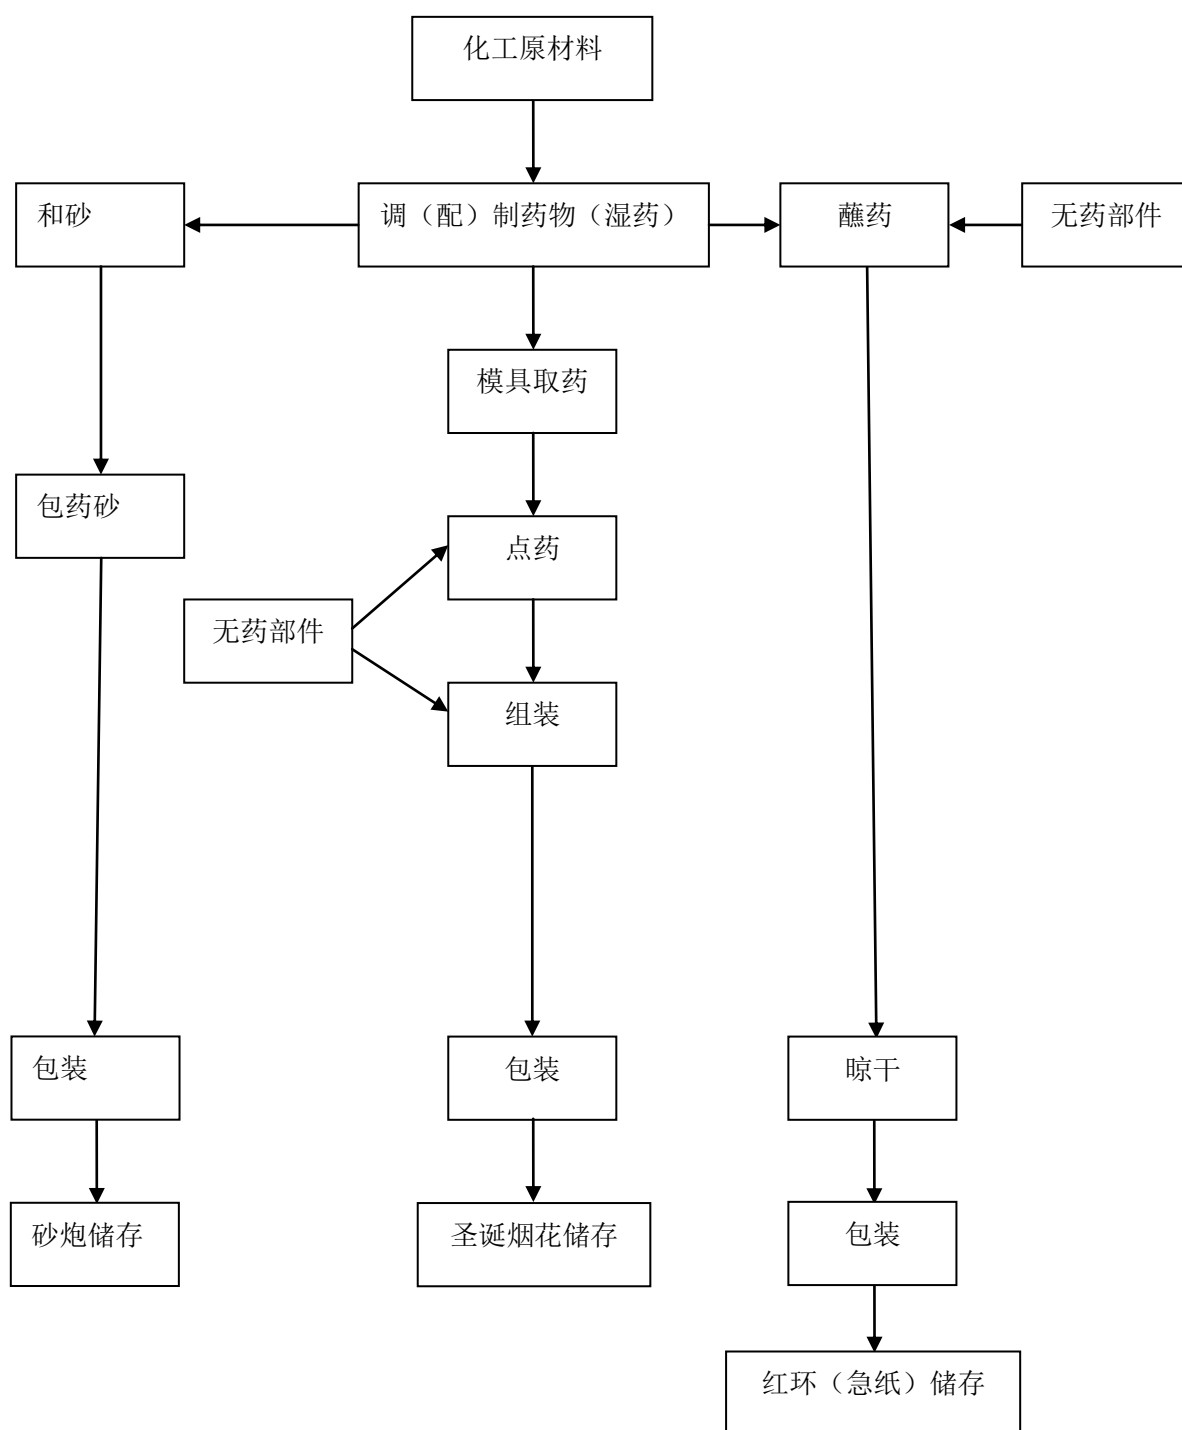 化工原材料
和砂
调（配）制药物（湿药）
蘸药
无药部件
模具取药
包药砂
点药
无药部件
组装
包装
包装
晾干
砂炮储存
圣诞烟花储存
包装
红环（急纸）储存